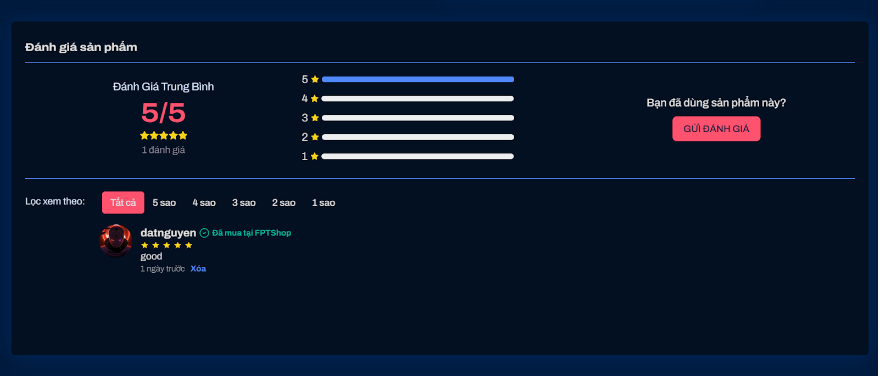 Đánh giá sản phẩm
Đánh Giá Trung Bình
5/5
1 đánh giá
5
4
3
2
1
Bạn đã dùng sản phẩm này?
GỬI ĐÁNH GIÁ
Lọc xem theo: Tất cả 5 sao 4 sao 3 sao 2 sao 1 sao
datnguyen Đã mua tại FPTShop
good
1 ngày trước Xóa